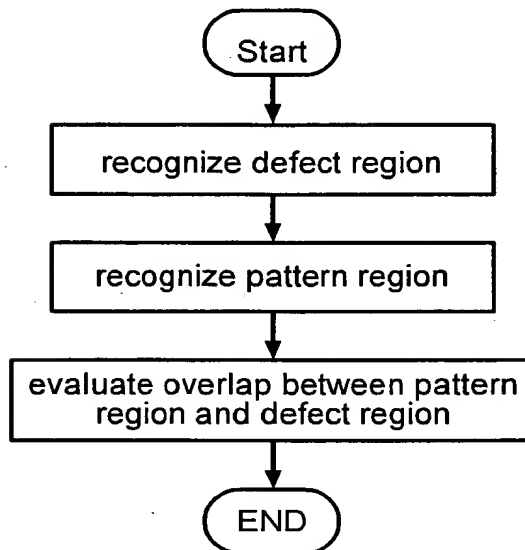 Start
recognize defect region
recognize pattern region
evaluate overlap between pattern
region and defect region
END